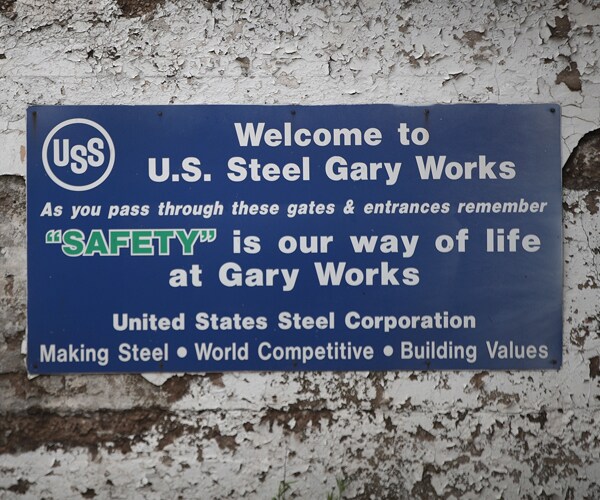 USS
Welcome to
U.S. Steel Gary Works
As you pass through these gates & entrances remember
“SAFETY” is our way of life
at Gary Works
United States Steel Corporation
Making Steel • World Competitive • Building Values